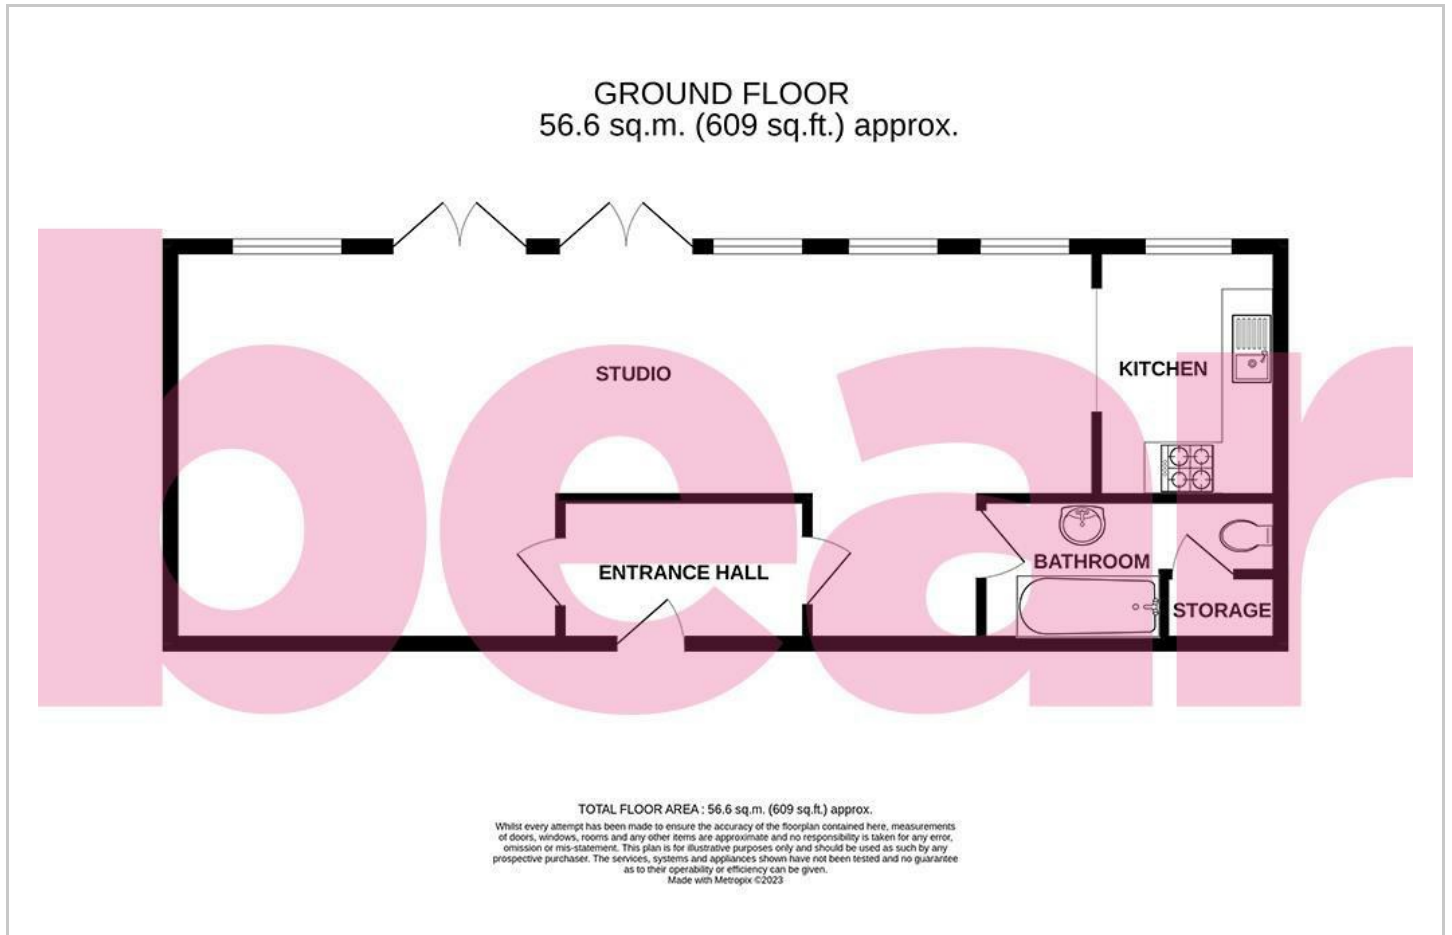 GROUND FLOOR
56.6 sq.m. (609 sq.ft.) approx.
STUDIO
KITCHEN
ENTRANCE HALL
BATHROOM
STORAGE
bear
TOTAL FLOOR AREA : 56.6 sq.m. (609 sq.ft.) approx.
Whilst every attempt has been made to ensure the accuracy of the floorplan contained here, measurements
of doors, windows, rooms and any other items are approximate and no responsibility is taken for any error,
omission or mis-statement. This plan is for illustrative purposes only and should be used as such by any
prospective purchaser. The services, systems and appliances shown have not been tested and no guarantee
as to their operability or efficiency can be given.
Made with Metropix ©2023